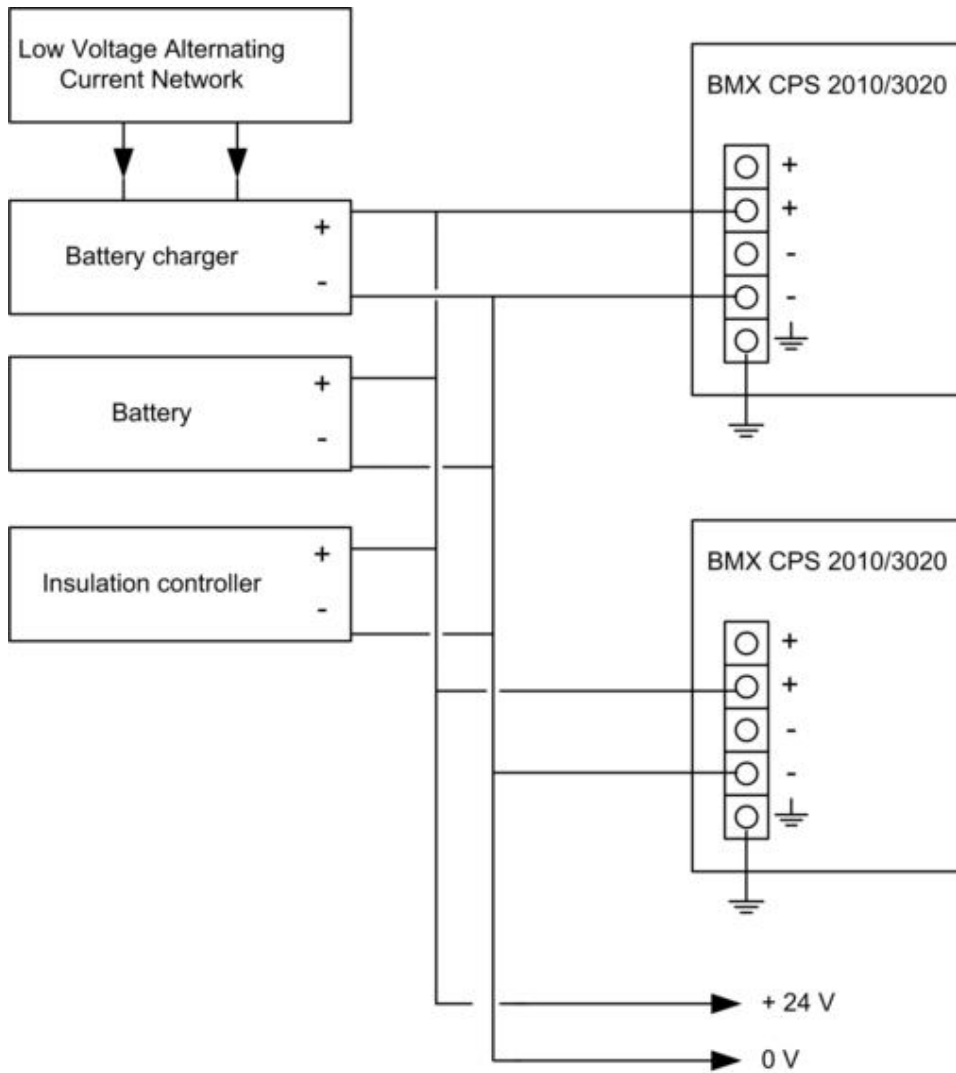 Low Voltage Alternating
Current Network
Battery charger
+
-
Battery
+
-
Insulation controller
+
-
BMX CPS 2010/3020
+
+
-
-
BMX CPS 2010/3020
+
+
-
-
+ 24 V
0 V